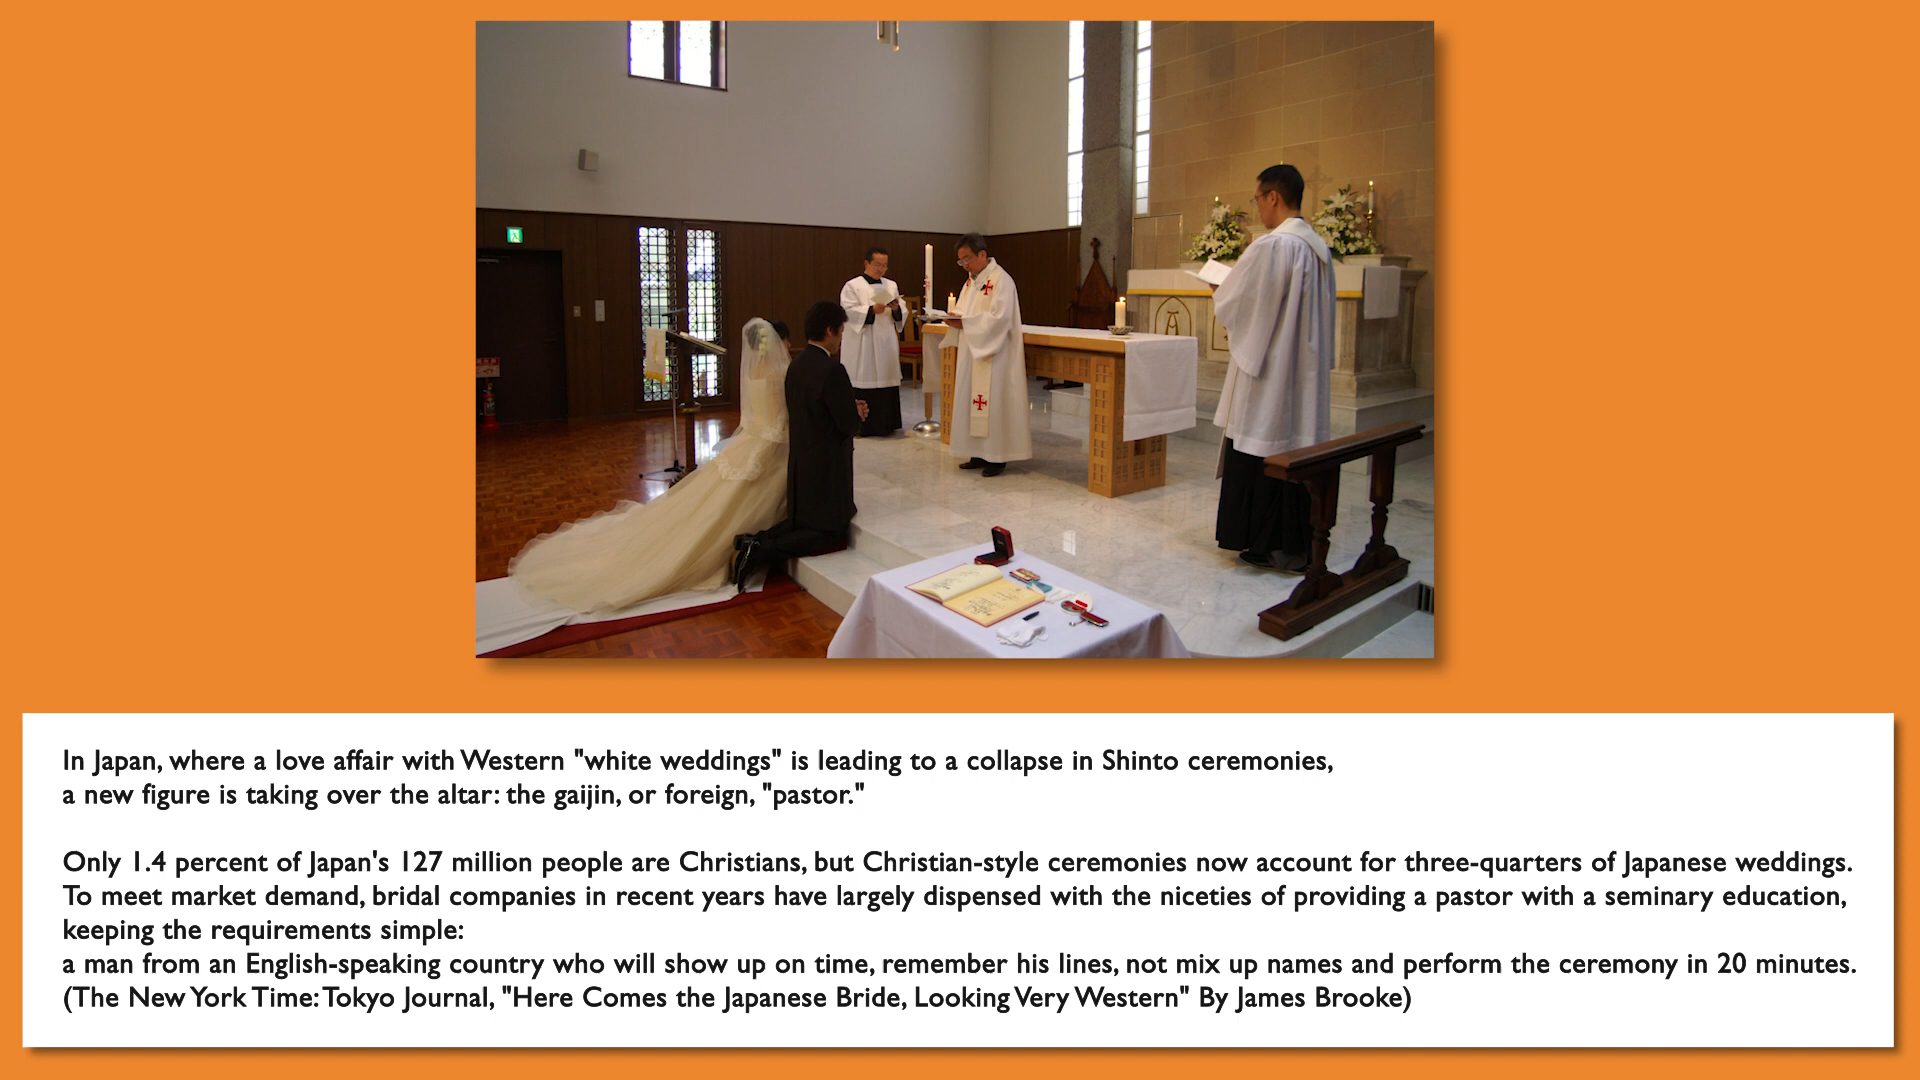 In Japan, where a love affair with Western "white weddings" is leading to a collapse in Shinto ceremonies,
a new figure is taking over the altar: the gaijin, or foreign, "pastor."
Only 1.4 percent of Japan's 127 million people are Christians, but Christian-style ceremonies now account for three-quarters of Japanese weddings.
To meet market demand, bridal companies in recent years have largely dispensed with the niceties of providing a pastor with a seminary education,
keeping the requirements simple:
a man from an English-speaking country who will show up on time, remember his lines, not mix up names and perform the ceremony in 20 minutes.
(The New York Time: Tokyo Journal, "Here Comes the Japanese Bride, Looking Very Western" By James Brooke)